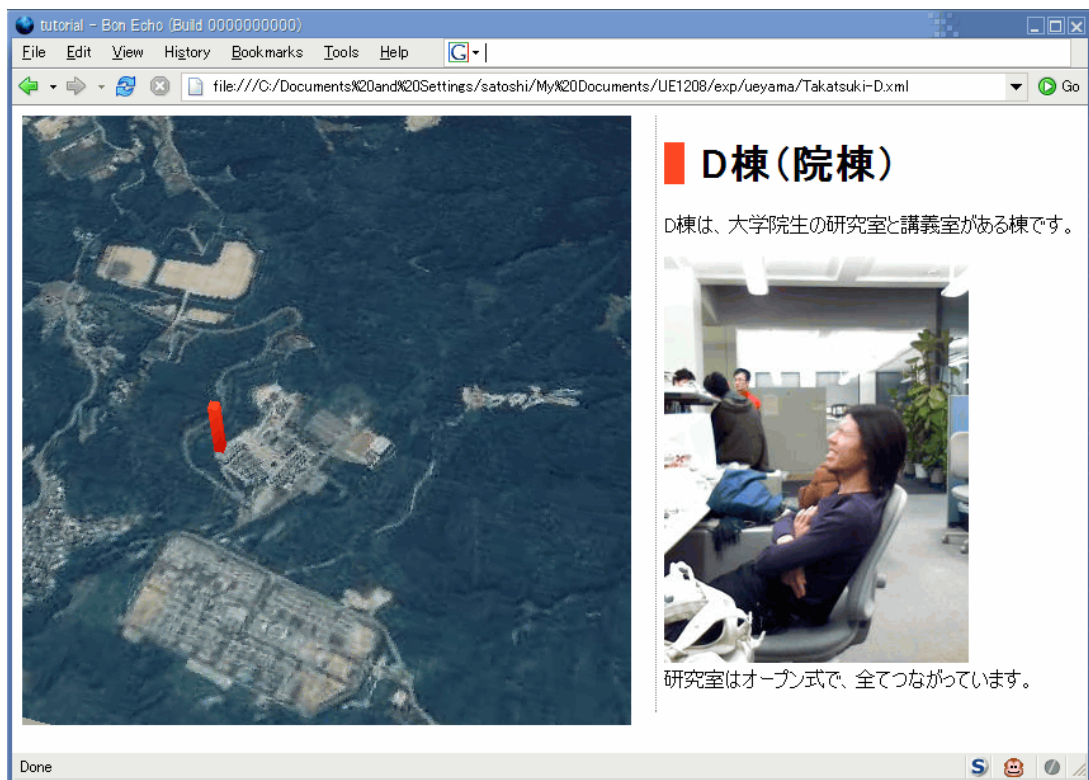 tutorial - Bon Echo (Build 0000000000)
File Edit View History Bookmarks Tools Help G
file:///C:/Documents%20and%20Settings/satoshi/My%20Documents/UE1208/exp/ueyama/Takatsuki-D.xml Go
D棟（院棟）
D棟は、大学院生の研究室と講義室がある棟です。
研究室はオープン式で、全てつながっています。
Done S